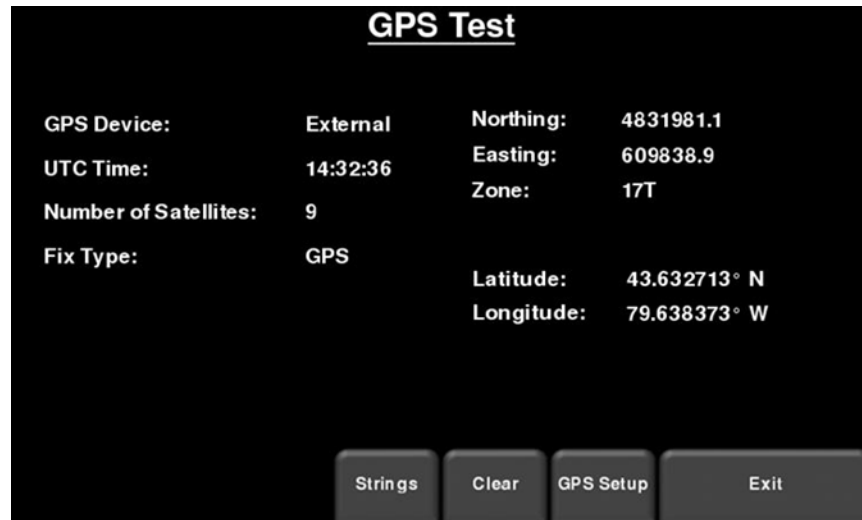 GPS Test
GPS Device: External
UTC Time: 14:32:36
Number of Satellites: 9
Fix Type: GPS
Northing: 4831981.1
Easting: 609838.9
Zone: 17T
Latitude: 43.632713° N
Longitude: 79.638373° W
Strings Clear GPS Setup Exit